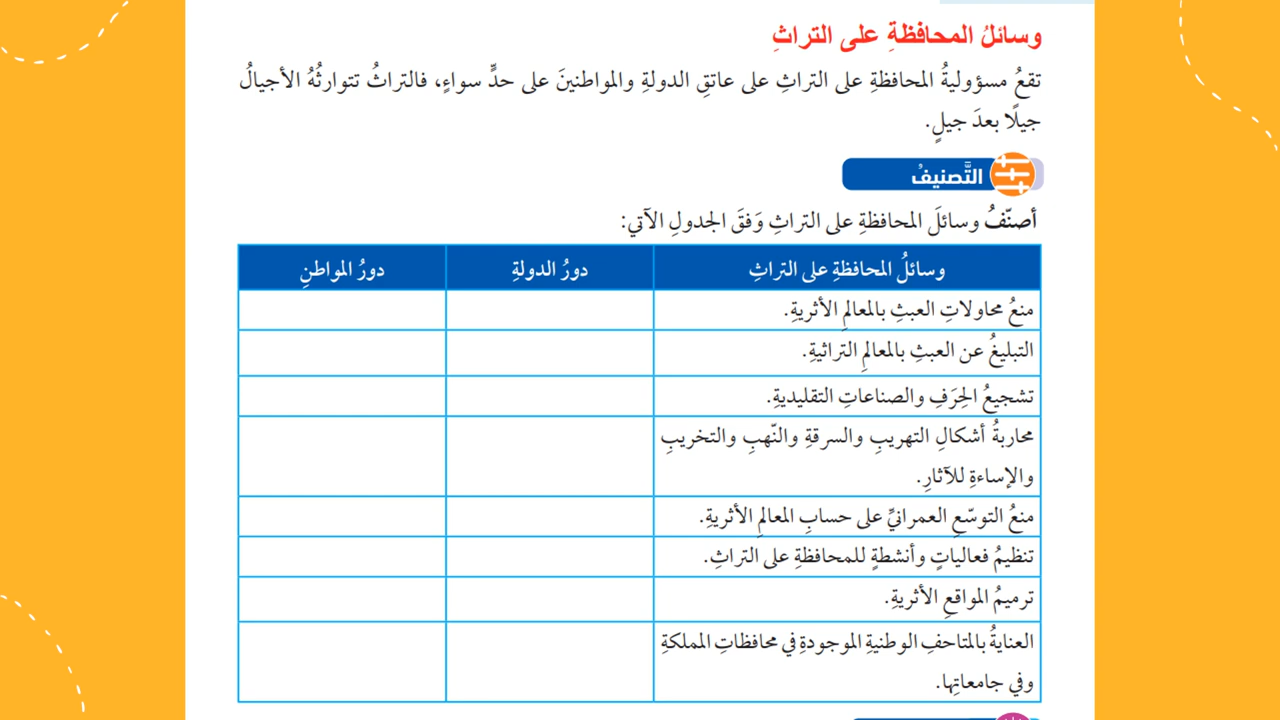 وسائلُ المحافظةِ على التراثِ
تقعُ مسؤوليةُ المحافظةِ على التراثِ على عاتقِ الدولةِ والمواطنينَ على حدٍّ سواءٍ، فالتراثُ تتوارثُهُ الأجيالُ
جيلًا بعدَ جيلٍ.
التَّصنيفُ
أصنّفُ وسائلَ المحافظةِ على التراثِ وَفقَ الجدولِ الآتي:
وسائلُ المحافظةِ على التراثِ دورُ الدولةِ دورُ المواطنِ
منعُ محاولاتِ العبثِ بالمعالمِ الأثريةِ.
التبليغُ عن العبثِ بالمعالمِ التراثيةِ.
تشجيعُ الحِرَفِ والصناعاتِ التقليديةِ.
محاربةُ أشكالِ التهريبِ والسرقةِ والنّهبِ والتخريبِ
والإساءةِ للآثارِ.
منعُ التوسّعِ العمرانيِّ على حسابِ المعالمِ الأثريةِ.
تنظيمُ فعالياتٍ وأنشطةٍ للمحافظةِ على التراثِ.
ترميمُ المواقعِ الأثريةِ.
العنايةُ بالمتاحفِ الوطنيةِ الموجودةِ في محافظاتِ المملكةِ
وفي جامعاتِها.